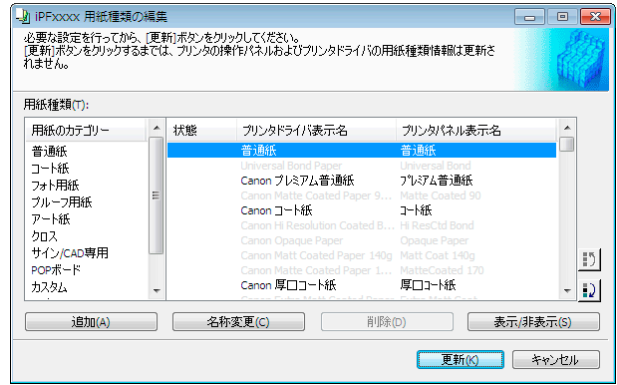 iPFxxxx 用紙種類の編集
必要な設定を行ってから、[更新]ボタンをクリックしてください。
[更新]ボタンをクリックするまでは、プリンタの操作パネルおよびプリンタドライバの用紙種類情報は更新さ
れません。
用紙種類(T):
用紙のカテゴリー
普通紙
コート紙
フォト用紙
プルーフ用紙
アート紙
クロス
サイン/CAD専用
POPボード
カスタム
状態 プリンタドライバ表示名 プリンタパネル表示名
普通紙 普通紙
Universal Bond Paper Universal Bond
Canon プレミアム普通紙 プレミアム普通紙
Canon Matte Coated Paper 9... Matte Coated 90
Canon コート紙 コート紙
Canon Hi Resolution Coated B... Hi ResCtd Bond
Canon Opaque Paper Opaque Paper
Canon Matt Coated Paper 140g Matt Coat 140g
Canon Matte Coated Paper 1... MatteCoated 170
Canon 厚口コート紙 厚口コート紙
追加(A) 名称変更(C) 削除(D) 表示/非表示(S)
更新(K) キャンセル